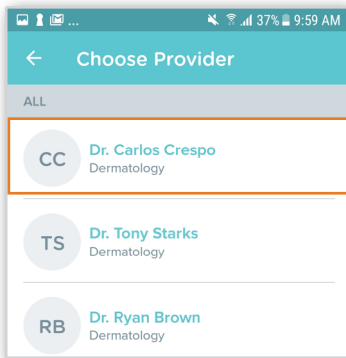 ... 37% 9:59 AM
Choose Provider
ALL
CC Dr. Carlos Crespo
Dermatology
TS Dr. Tony Starks
Dermatology
RB Dr. Ryan Brown
Dermatology